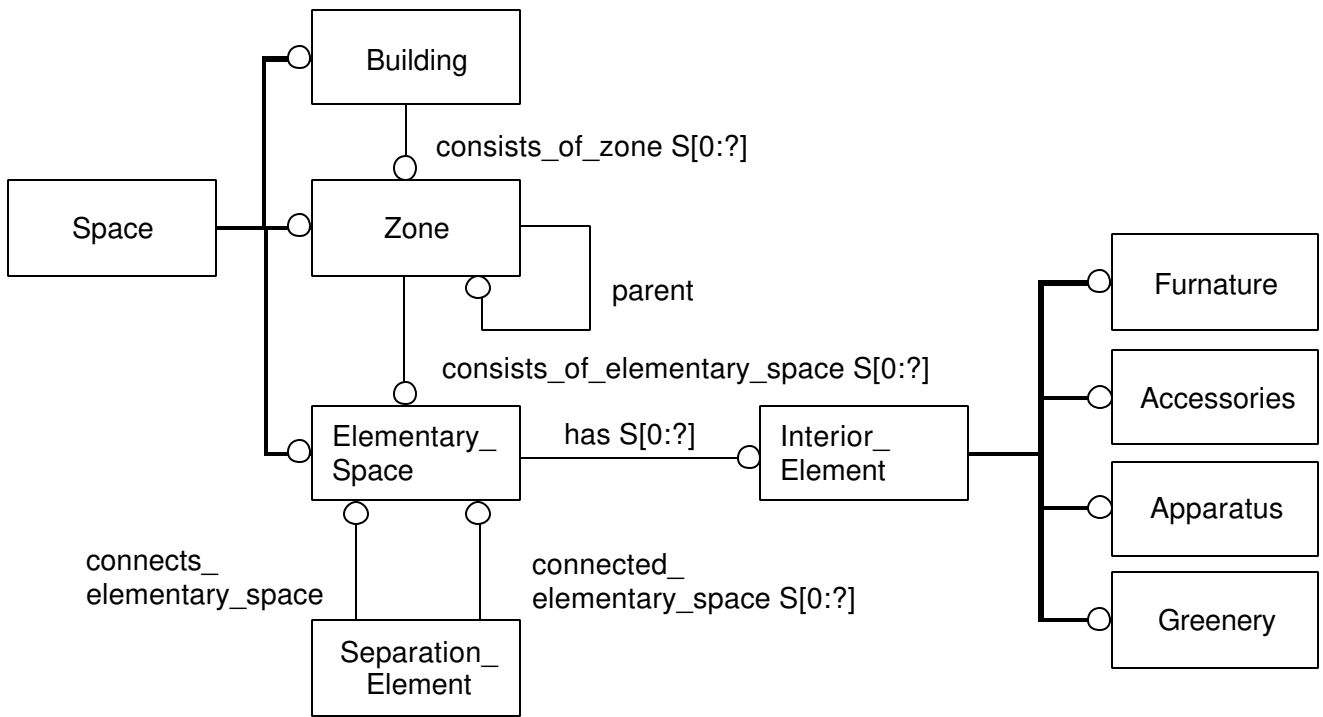 Building
consists_of_zone S[0:?]
Space
Zone
parent
Furnature
consists_of_elementary_space S[0:?]
Accessories
Elementary_
Space
has S[0:?]
Interior_
Element
Apparatus
connects_
elementary_space
connected_
elementary_space S[0:?]
Greenery
Separation_
Element